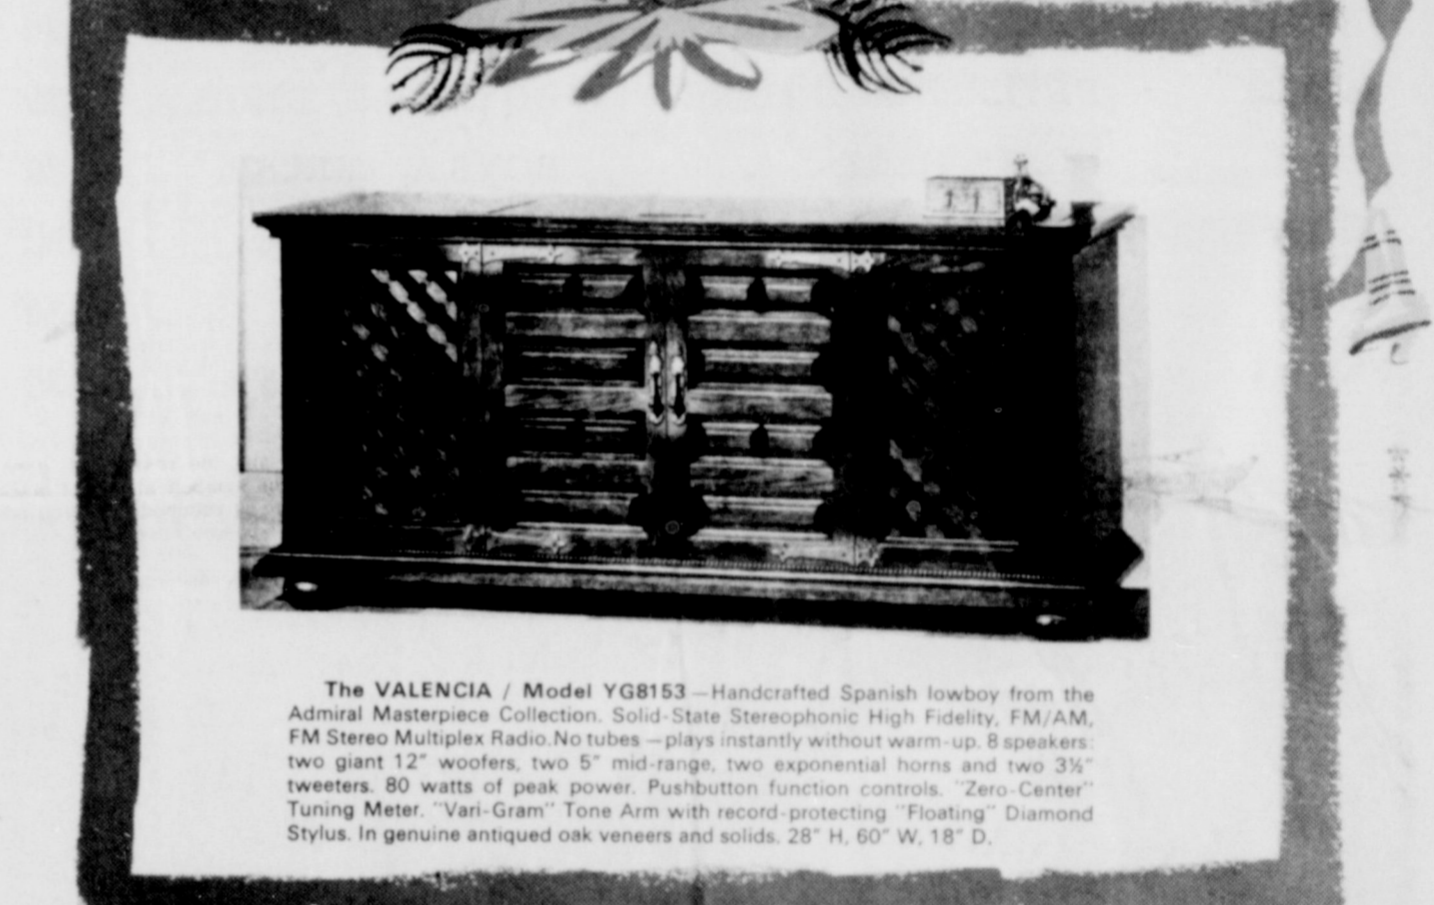 The VALENCIA / Model YG8153 —Handcrafted Spanish lowboy from the
Admiral Masterpiece Collection. Solid-State Stereophonic High Fidelity, FM/AM,
FM Stereo Multiplex Radio.No tubes —plays instantly without warm-up. 8 speakers:
two giant 12″ woofers, two 5″ mid-range, two exponential horns and two 3½″
tweeters. 80 watts of peak power. Pushbutton function controls. "Zero-Center"
Tuning Meter. "Vari-Gram" Tone Arm with record-protecting "Floating" Diamond
Stylus. In genuine antiqued oak veneers and solids. 28″ H, 60″ W, 18″ D.